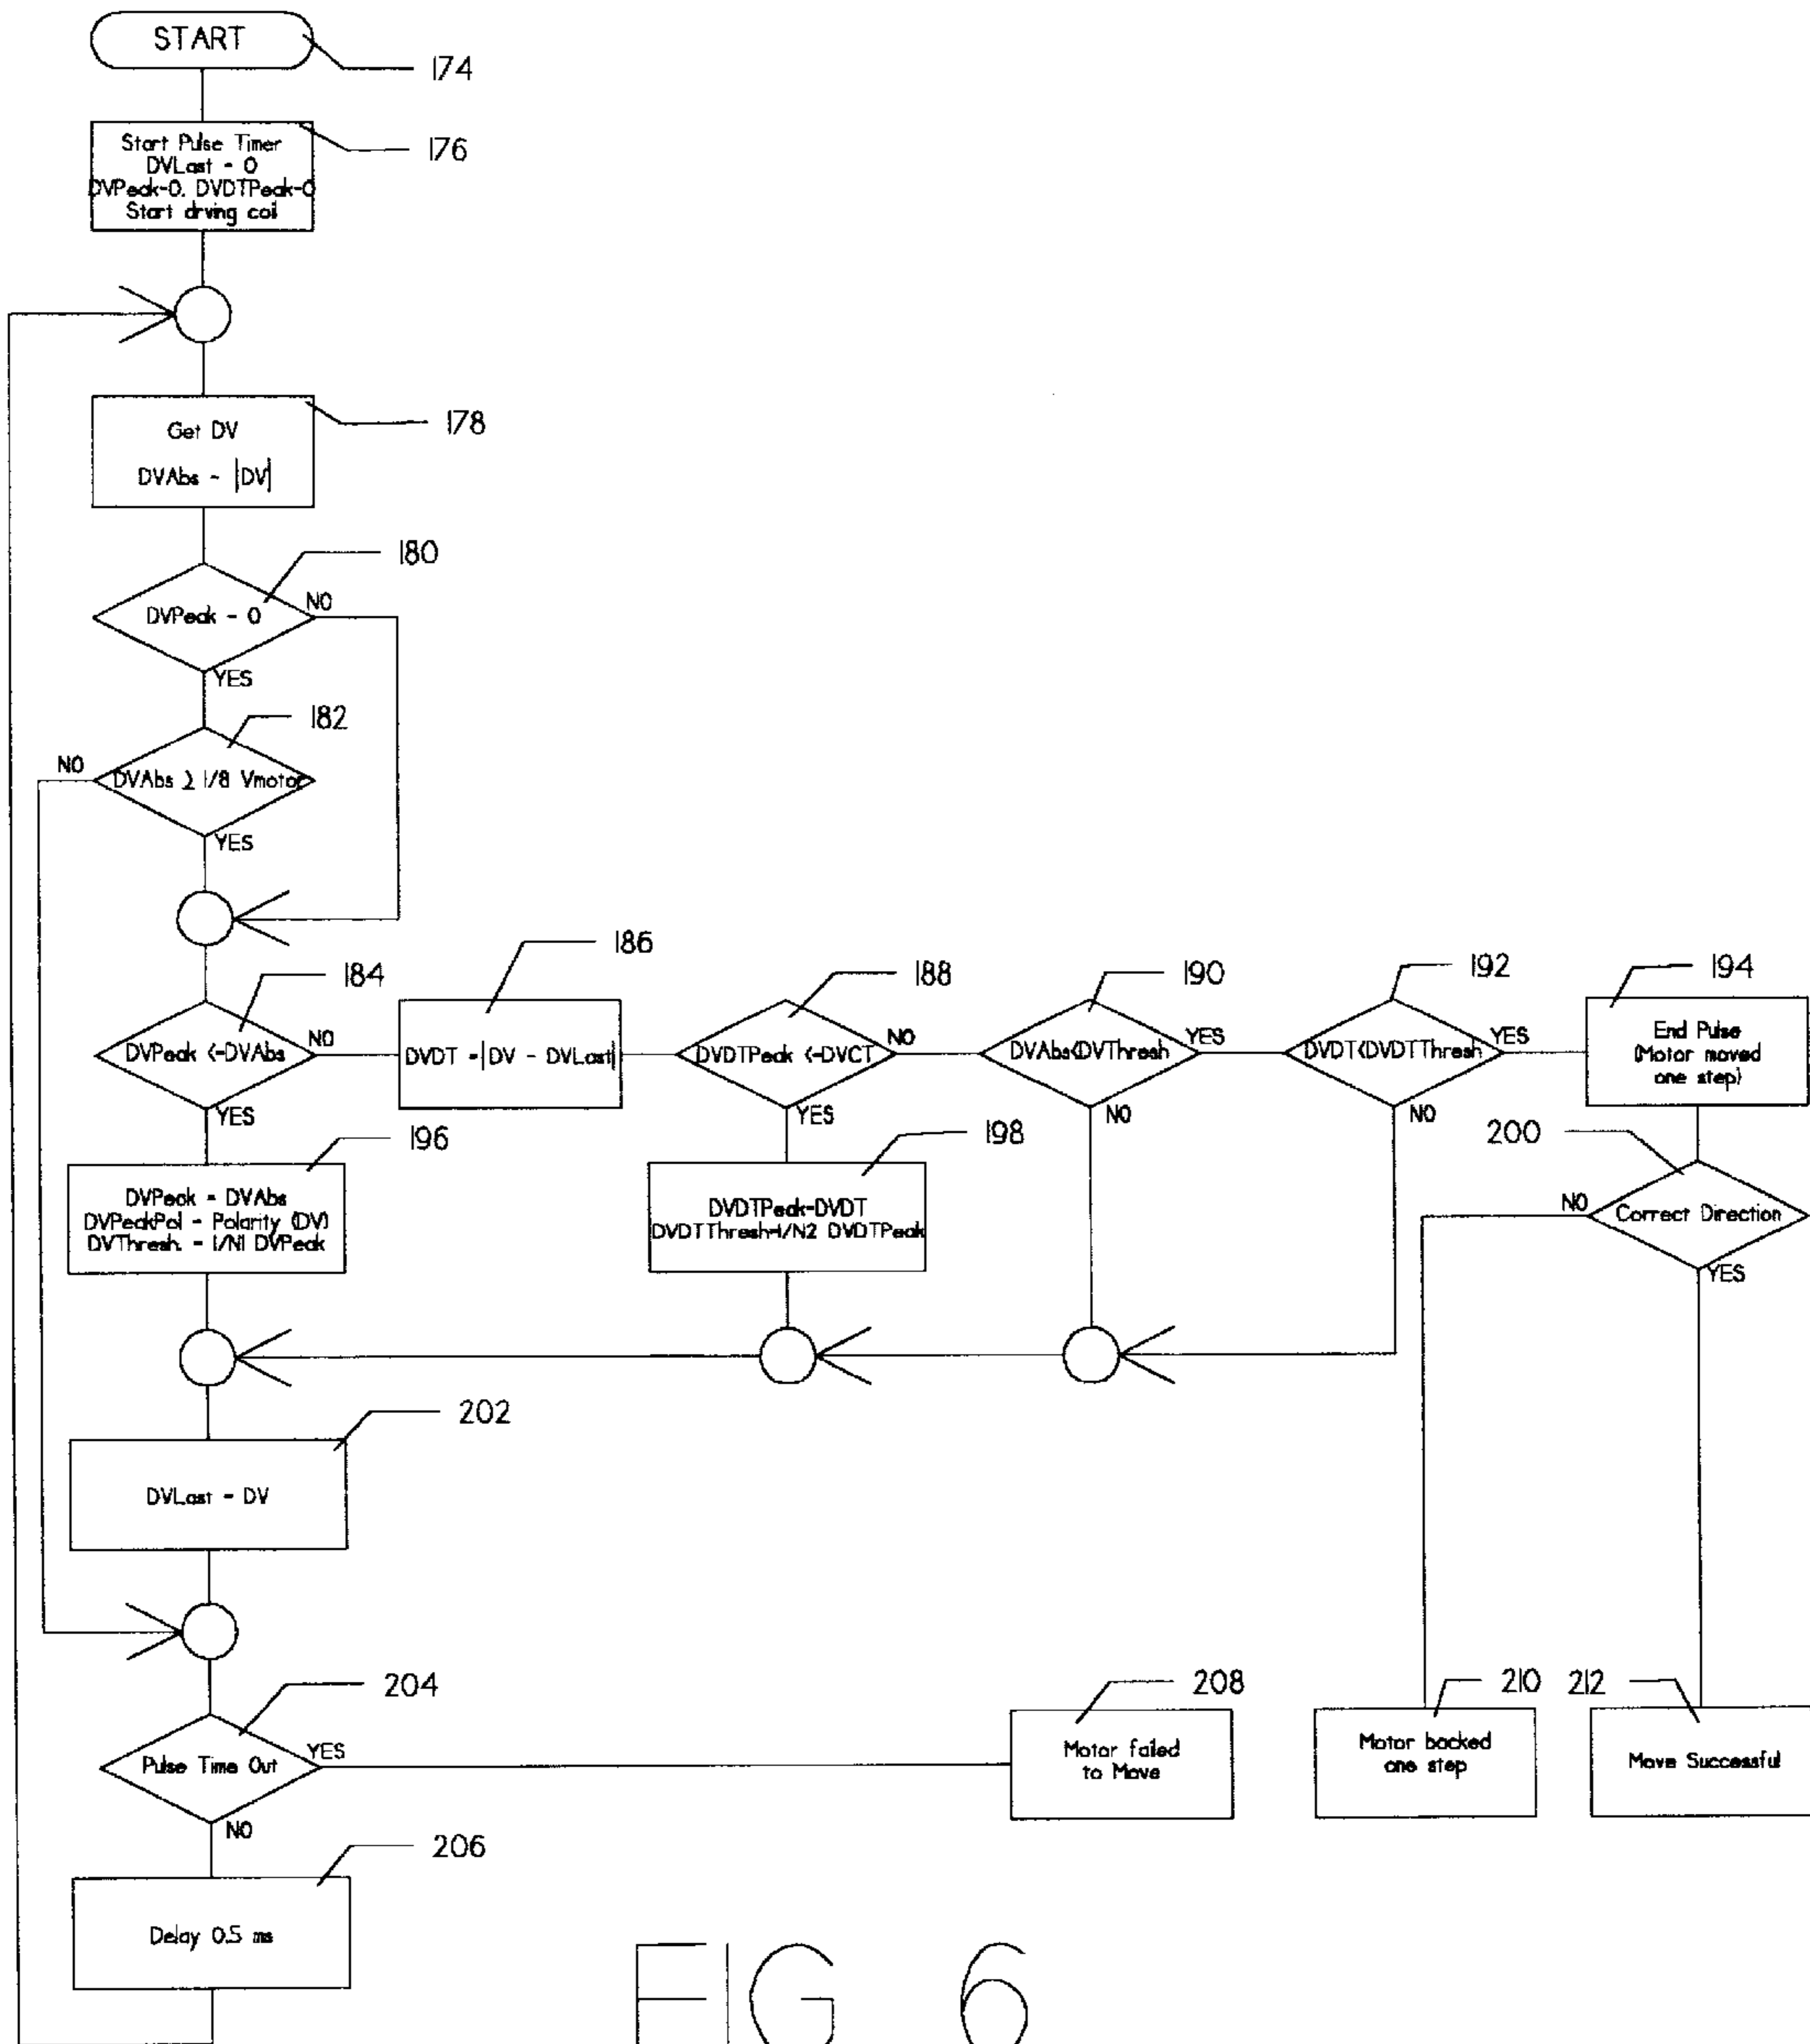 START
174
Start Pulse Timer
DVLast - 0
DVPeak-0. DVDTPeak-0
Start drving coil
176
Get DV
DVAbs - |DV|
178
180
DVPeak - 0
NO
YES
182
NO
DVAbs ≥ 1/8 Vmotor
YES
184
DVPeak <-DVAbs
NO
YES
186
DVDT =|DV - DVLast|
188
DVDTPeak <-DVCT
NO
YES
190
DVAbs<DVThresh
YES
NO
192
DVDT<DVDTThresh
YES
NO
194
End Pulse
(Motor moved
one step)
196
DVPeak = DVAbs
DVPeakPol - Polarity (DV)
DVThresh. - 1/N1 DVPeak
198
DVDTPeak-DVDT
DVDTThresh=1/N2 DVDTPeak
200
NO
Correct Direction
YES
202
DVLast - DV
204
Pulse Time Out
YES
NO
208
Motor failed
to Move
210
Motor backed
one step
212
Move Successful
206
Delay 0.5 ms
FIG 6